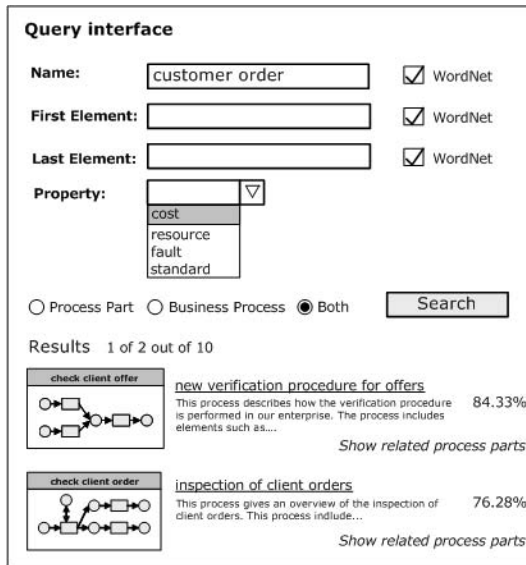 Query interface
Name: customer order WordNet
First Element: WordNet
Last Element: WordNet
Property:
cost
resource
fault
standard
Process Part Business Process Both Search
Results 1 of 2 out of 10
check client offer
new verification procedure for offers
This process describes how the verification procedure 84.33%
is performed in our enterprise. The process includes
elements such as....
Show related process parts
check client order
inspection of client orders
This process gives an overview of the inspection of 76.28%
client orders. This process include...
Show related process parts